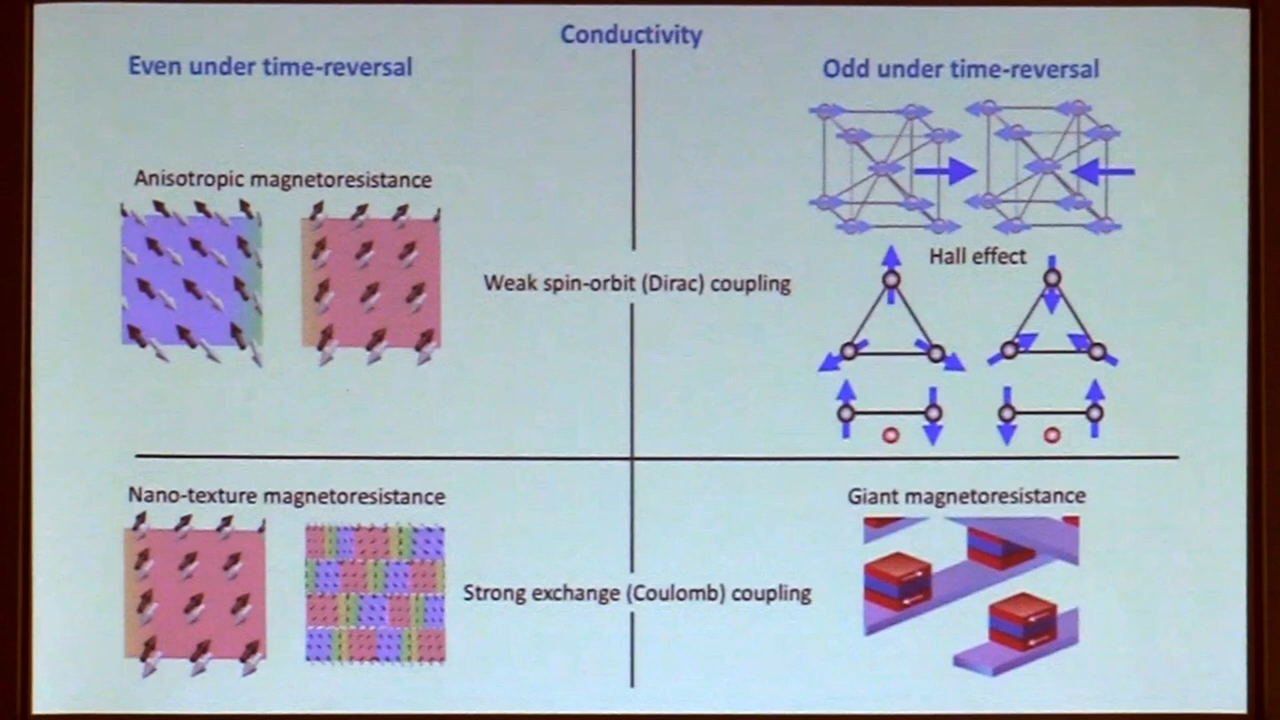 Conductivity
Even under time-reversal
Odd under time-reversal
Anisotropic magnetoresistance
Hall effect
Weak spin-orbit (Dirac) coupling
Nano-texture magnetoresistance
Giant magnetoresistance
Strong exchange (Coulomb) coupling